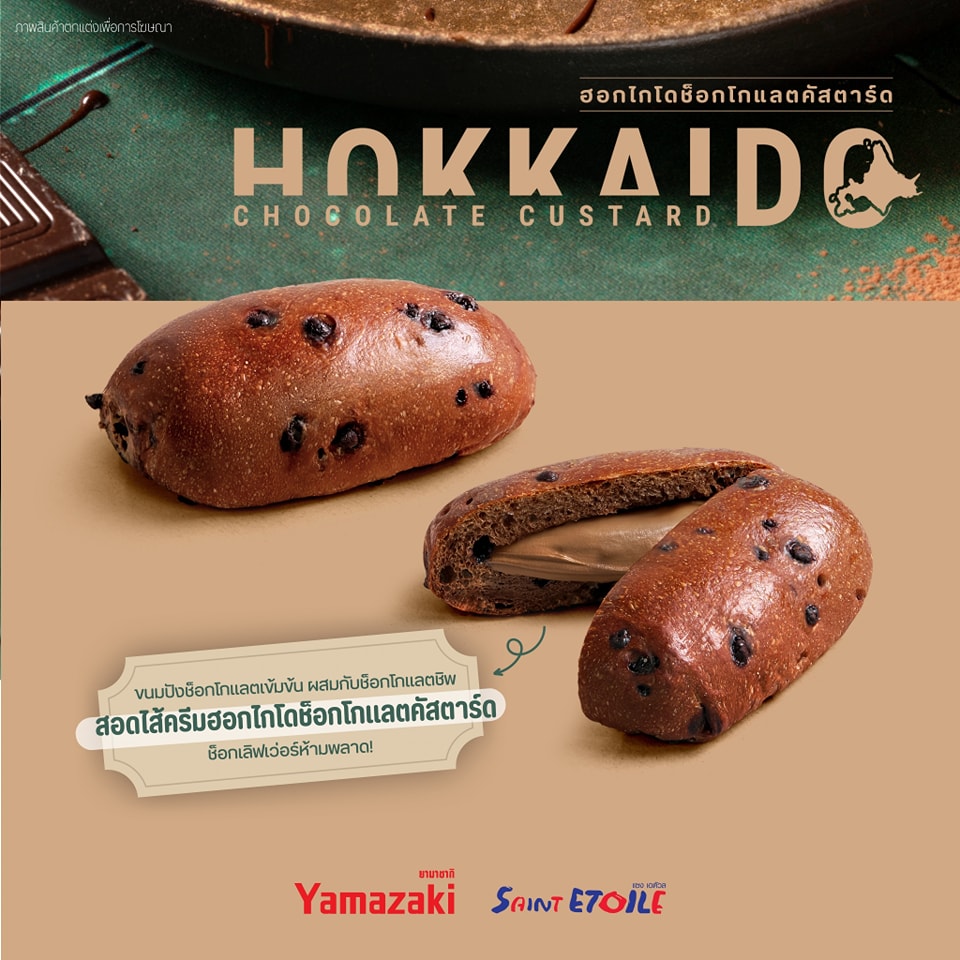 ภาพสินค้าตกแต่งเพื่อการโฆษณา
ฮอกไกโดช็อกโกแลตคัสตาร์ด
HOKKAIDO
CHOCOLATE CUSTARD
ขนมปังช็อกโกแลตเข้มข้น ผสมกับช็อกโกแลตชิพ
สอดไส้ครีมฮอกไกโดช็อกโกแลตคัสตาร์ด
ช็อกเลิฟเว่อร์ห้ามพลาด!
ยามาซากิ
Yamazaki
แซง เอทัวล
SAINT ETOILE